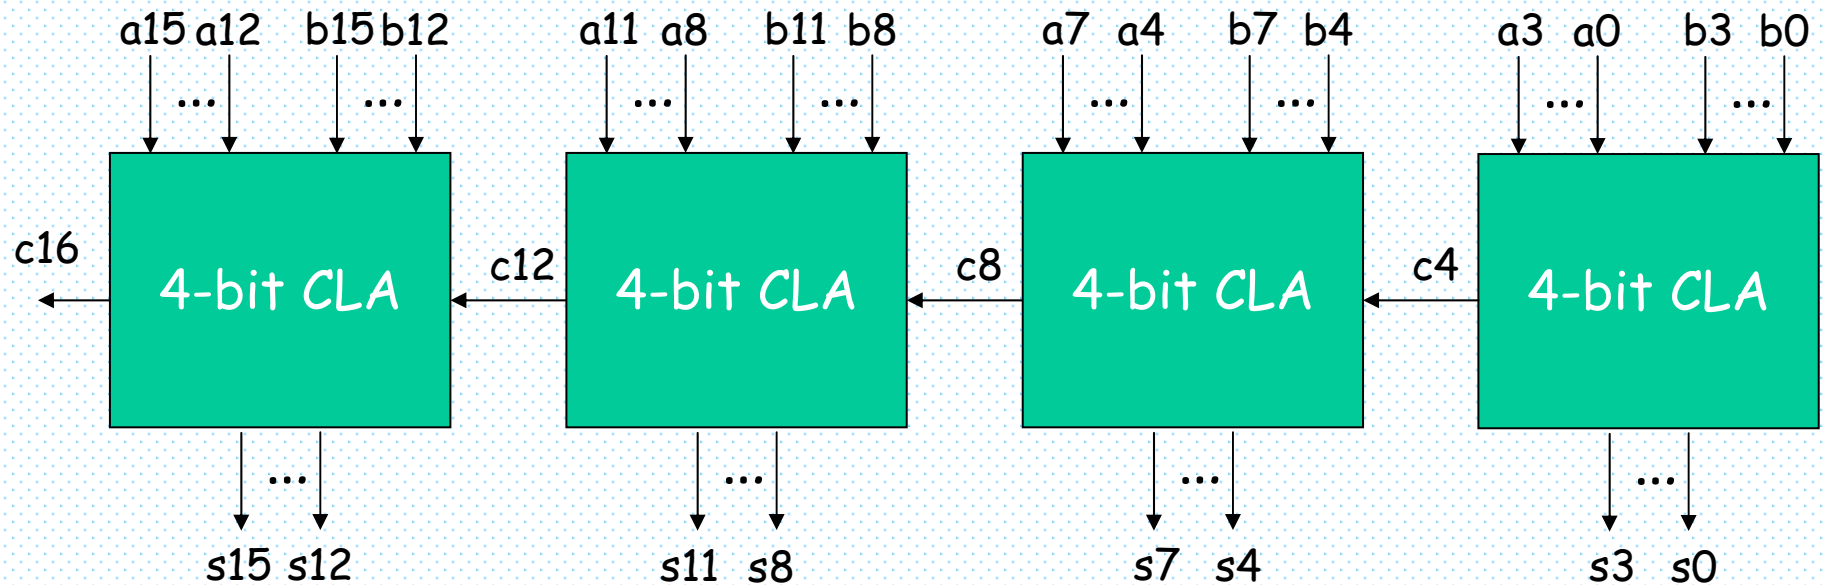 a15 a12 b15 b12 a11 a8 b11 b8 a7 a4 b7 b4 a3 a0 b3 b0
... ... ... ... ... ... ... ...
c16 4-bit CLA c12 4-bit CLA c8 4-bit CLA c4 4-bit CLA
... ... ... ...
s15 s12 s11 s8 s7 s4 s3 s0